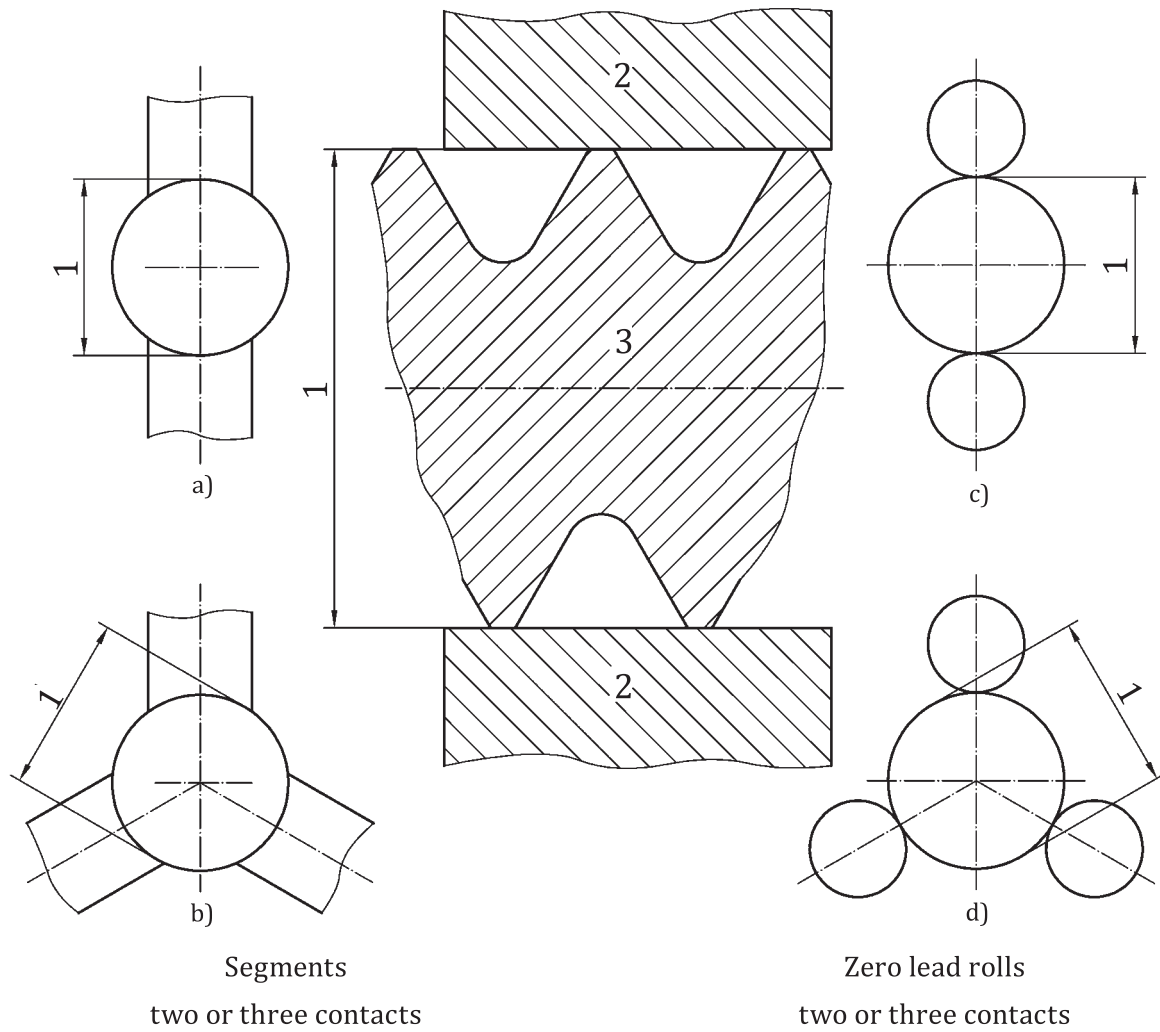 2
1
1
1
3
a)
c)
1
1
2
b)
d)
Segments
two or three contacts
Zero lead rolls
two or three contacts